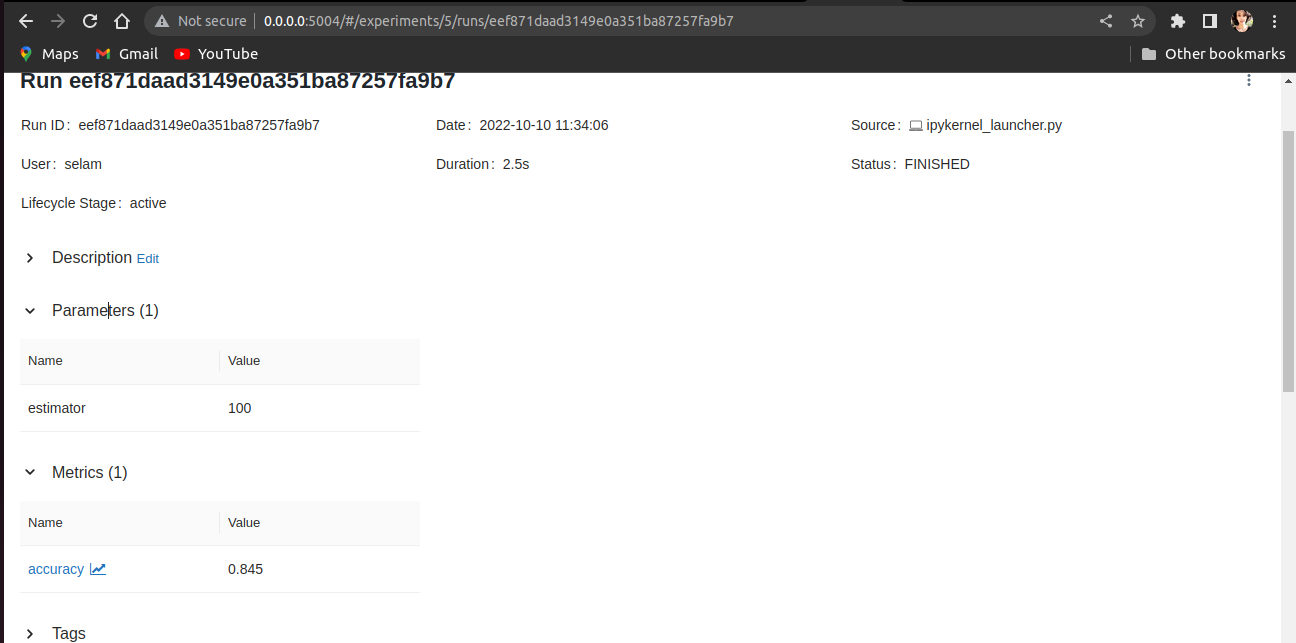 Not secure 0.0.0.0:5004/#/experiments/5/runs/eef871daad3149e0a351ba87257fa9b7
Maps Gmail YouTube Other bookmarks
Run eef871daad3149e0a351ba87257fa9b7
Run ID: eef871daad3149e0a351ba87257fa9b7 Date: 2022-10-10 11:34:06 Source: ipykernel_launcher.py
User: selam Duration: 2.5s Status: FINISHED
Lifecycle Stage: active
Description Edit
Parameters (1)
Name Value
estimator 100
Metrics (1)
Name Value
accuracy 0.845
Tags